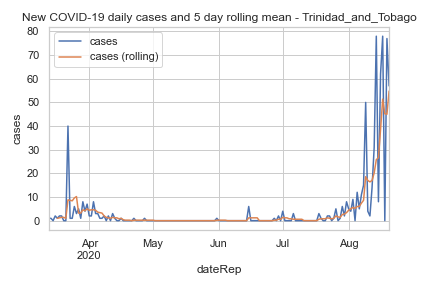 New COVID-19 daily cases and 5 day rolling mean - Trinidad_and_Tobago
cases
cases (rolling)
80
70
60
50
40
30
20
10
0
cases
Apr
2020
May
Jun
Jul
Aug
dateRep